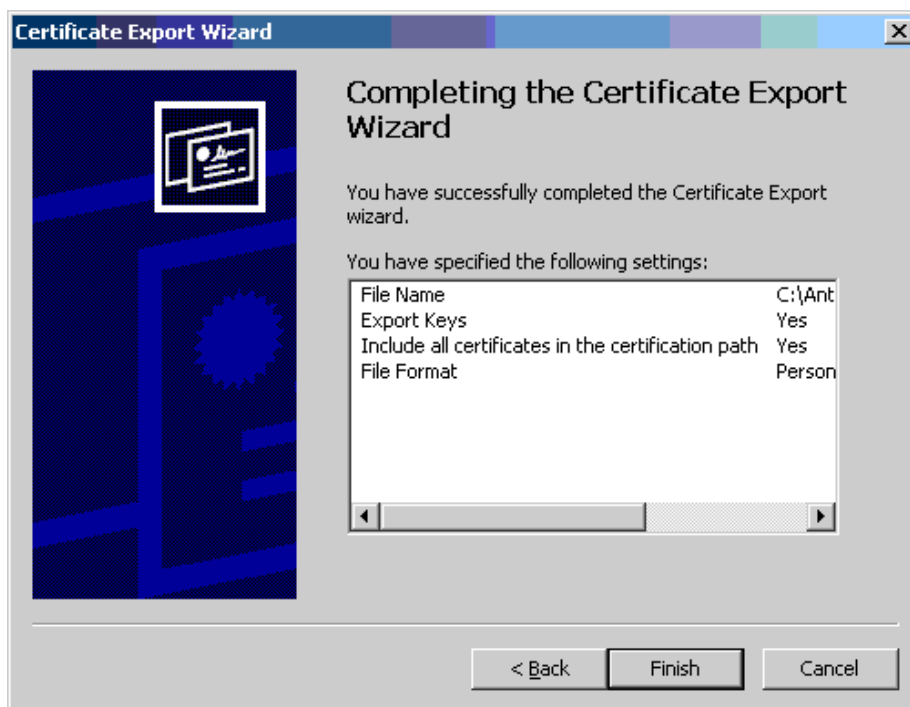 Certificate Export Wizard
Completing the Certificate Export
Wizard
You have successfully completed the Certificate Export
wizard.
You have specified the following settings:
File Name C:\Ant
Export Keys Yes
Include all certificates in the certification path Yes
File Format Person
< Back Finish Cancel